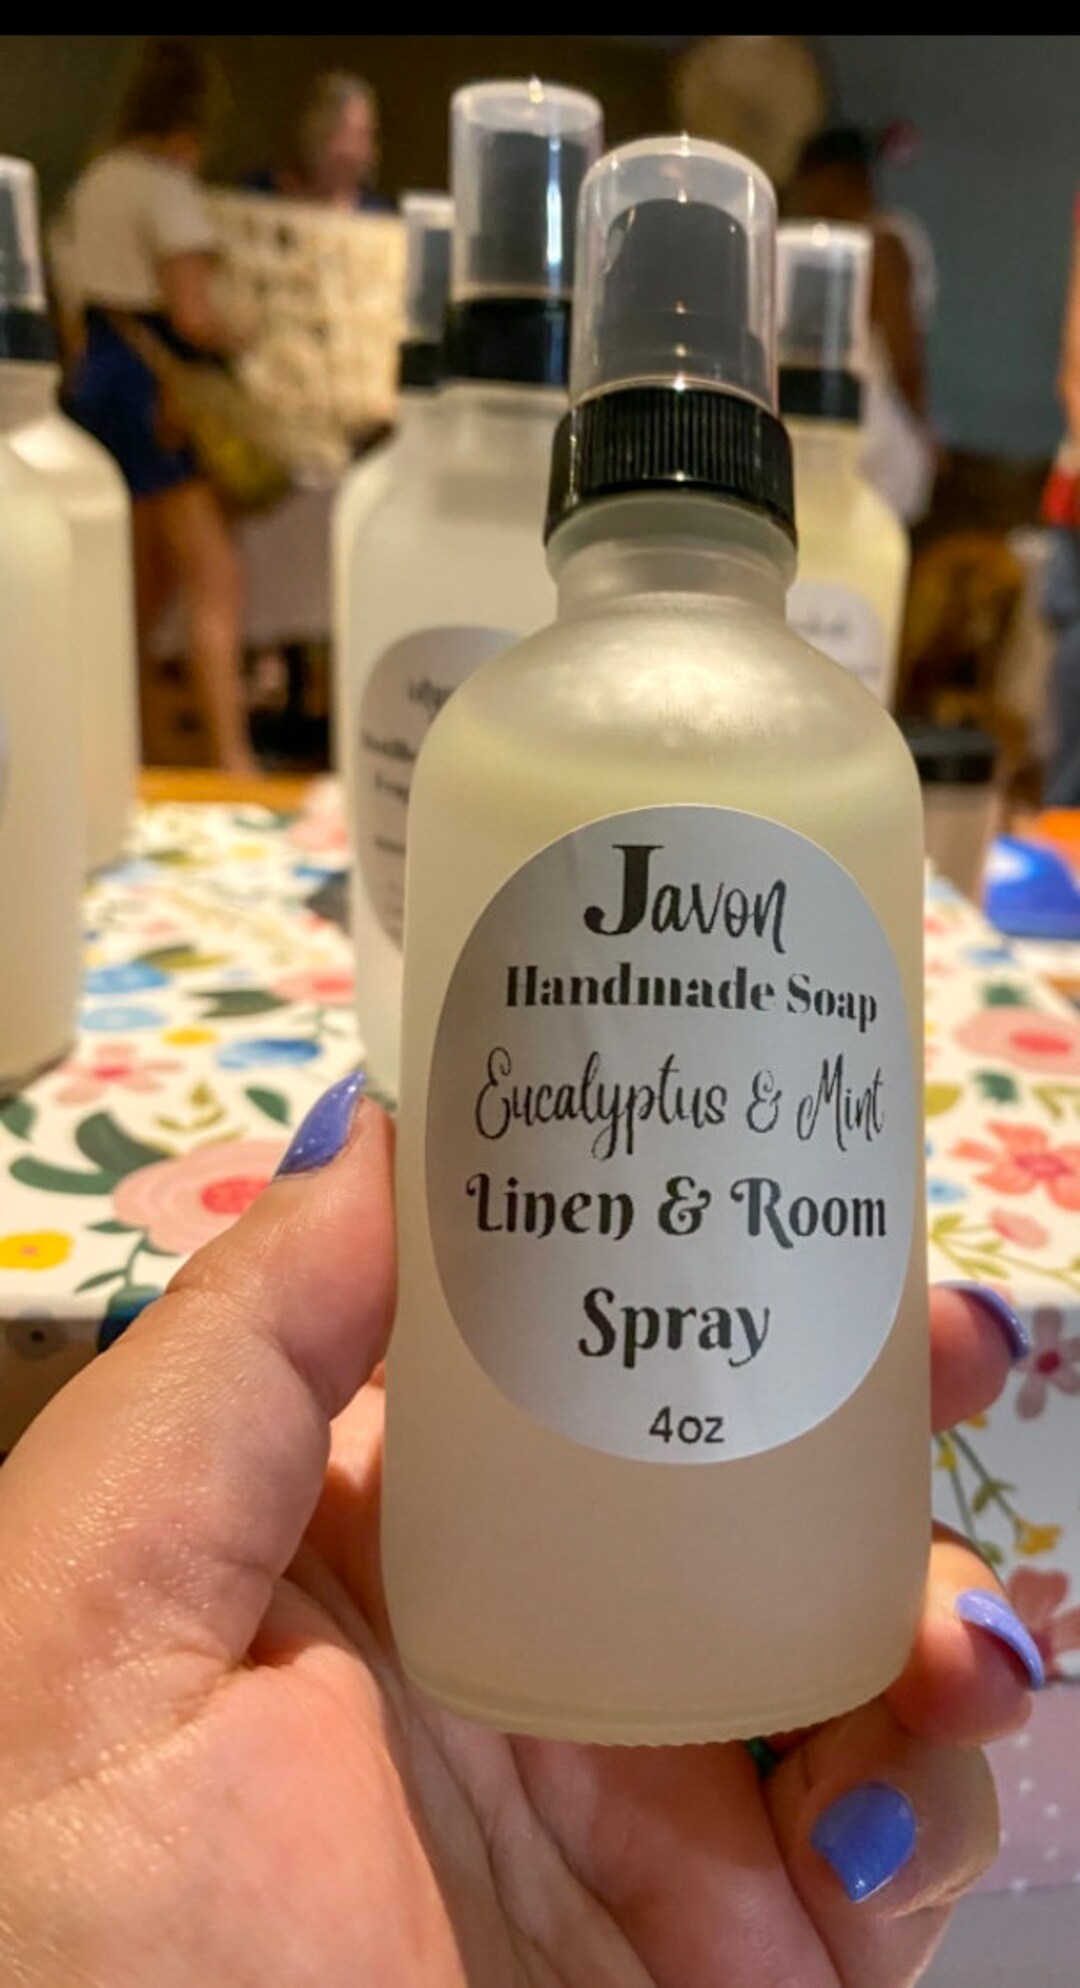 Javon
Handmade Soap
Eucalyptus & Mint
Linen & Room
Spray
4oz